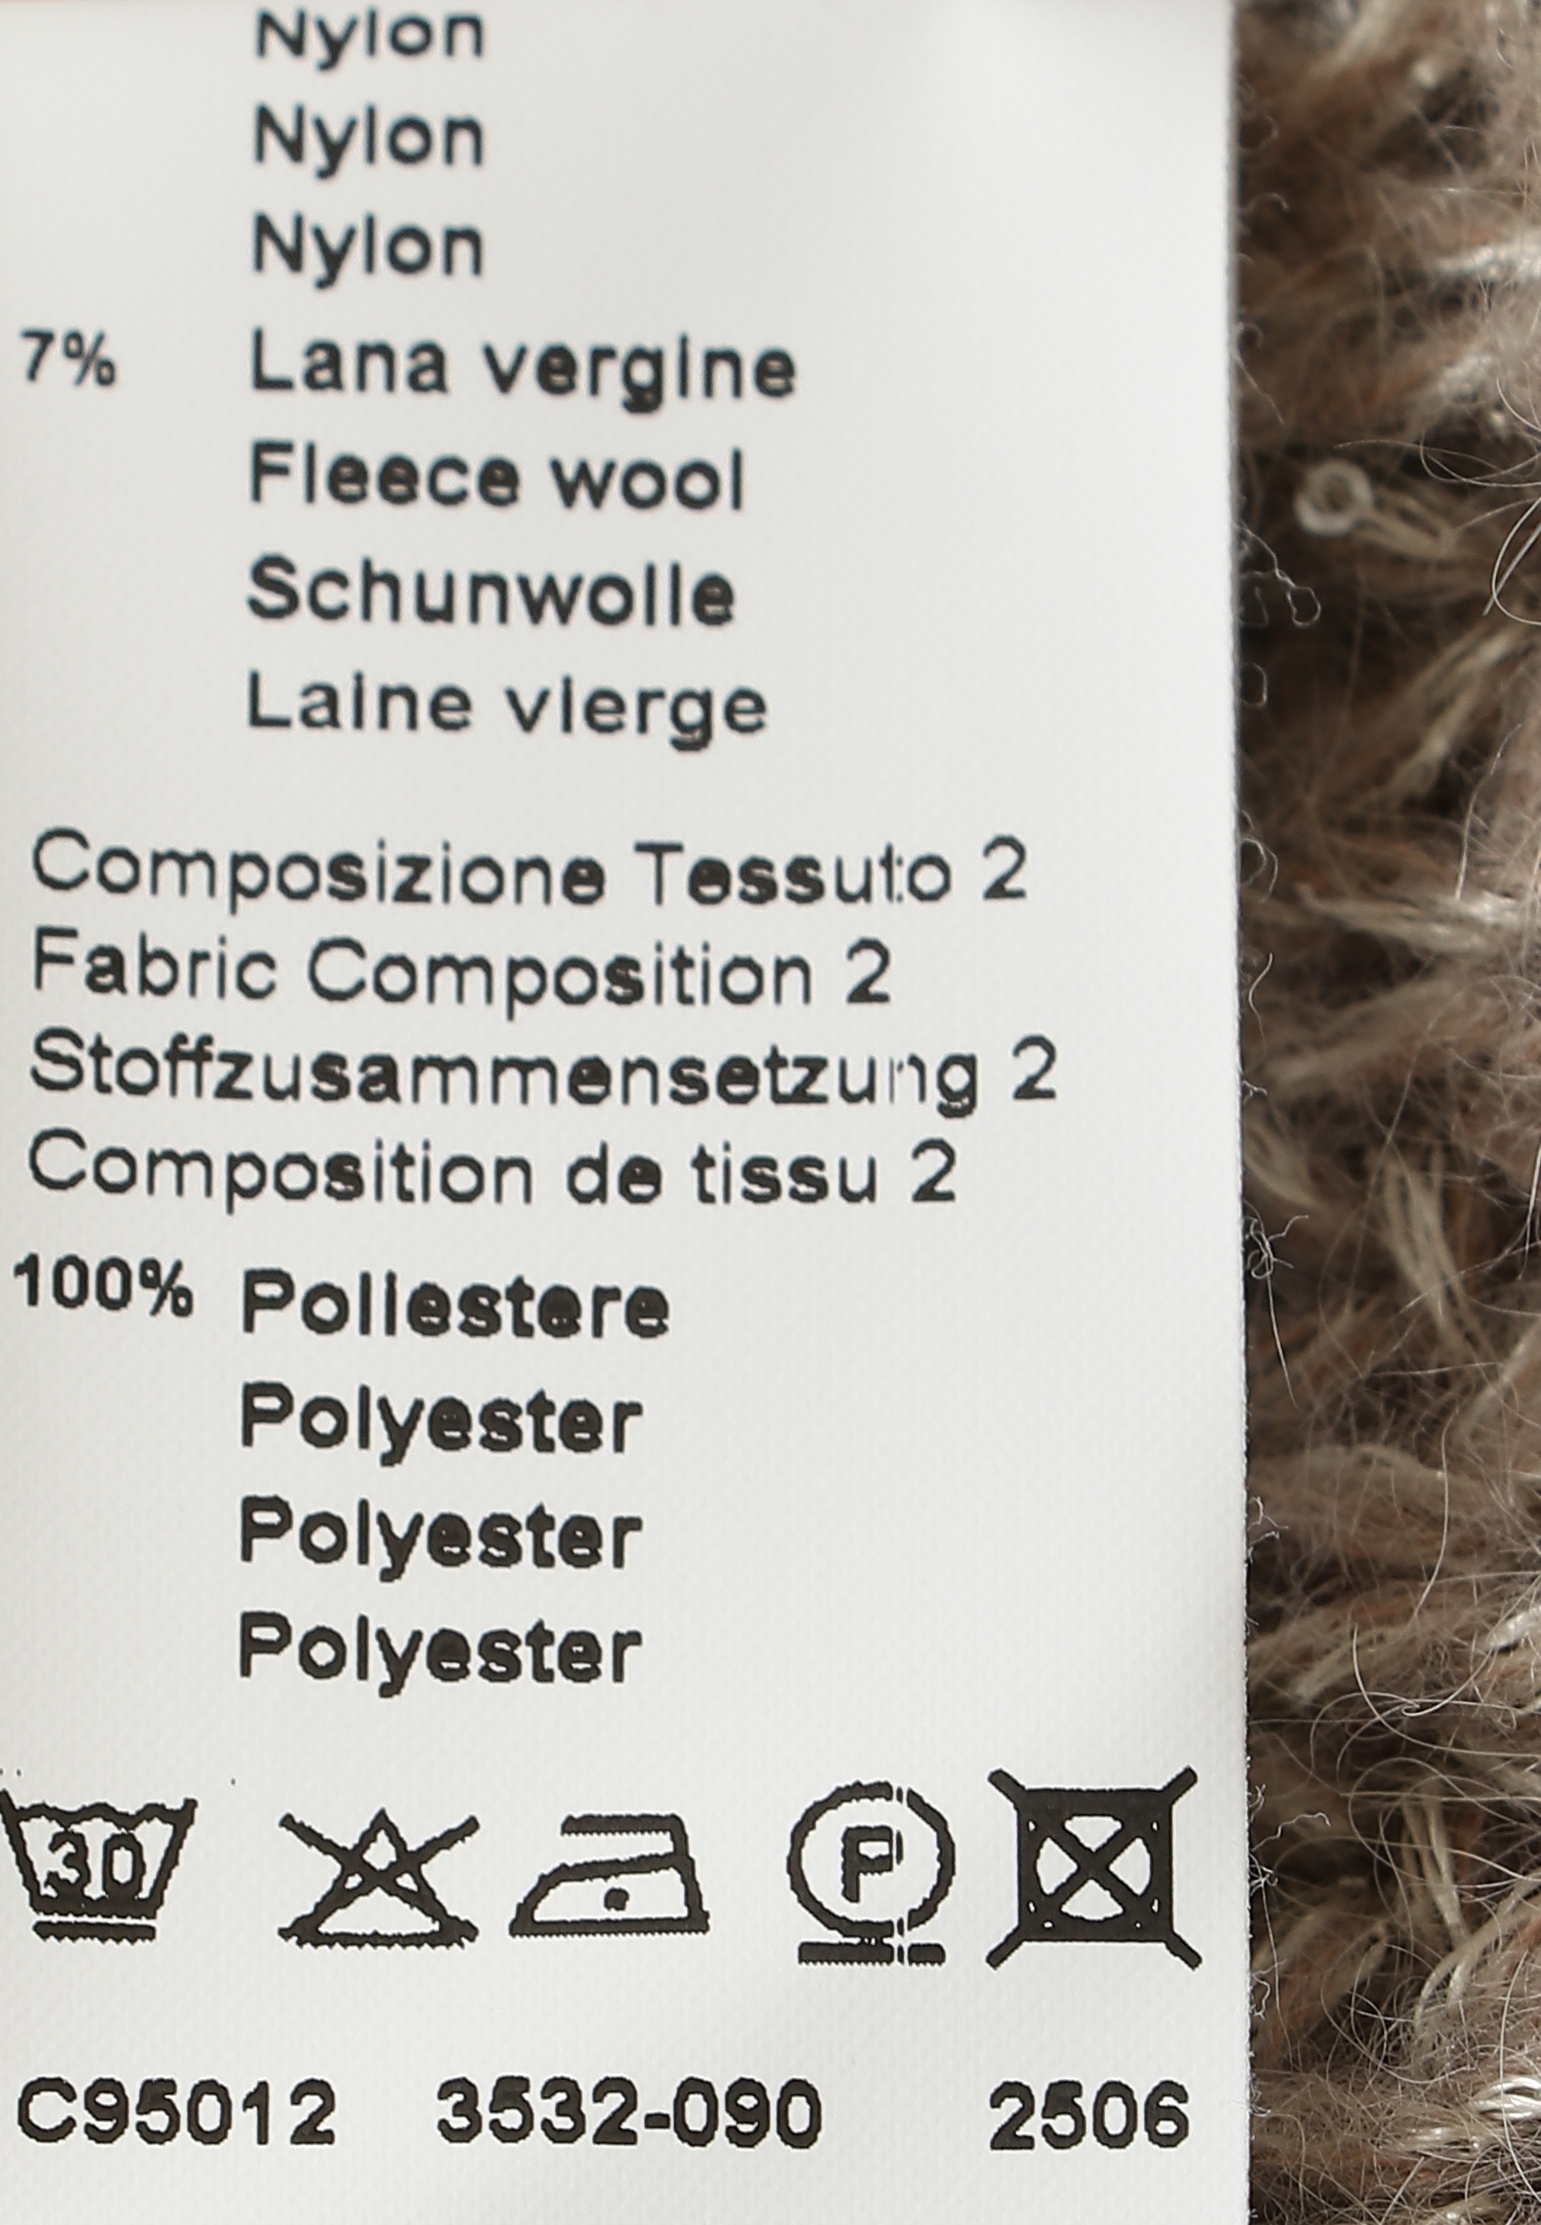 Nylon
Nylon
Nylon
7% Lana vergine
Fleece wool
Schunwolle
Laine vierge
Composizione Tessuto 2
Fabric Composition 2
Stoffzusammensetzung 2
Composition de tissu 2
100% Poliestere
Polyester
Polyester
Polyester
30 P
C95012 3532-090 2506